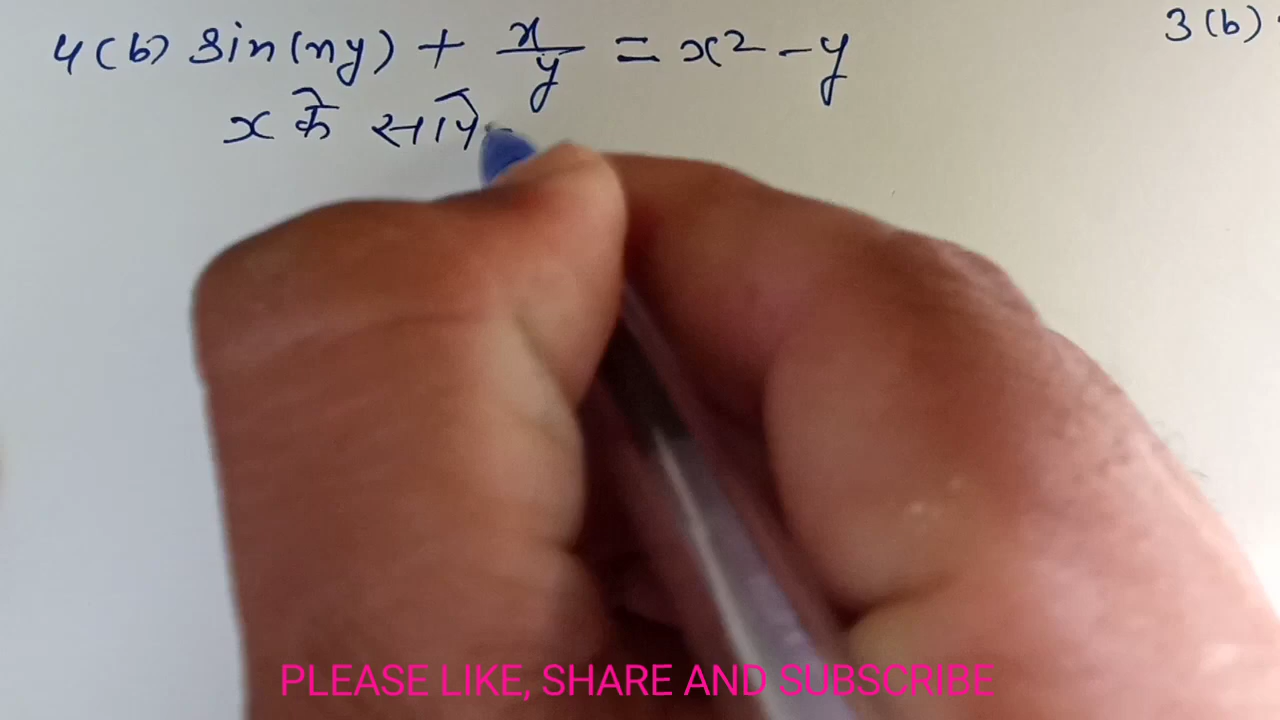 4(b) sin(xy) + x/y = x² - y
3(b)
x के सापे
PLEASE LIKE, SHARE AND SUBSCRIBE